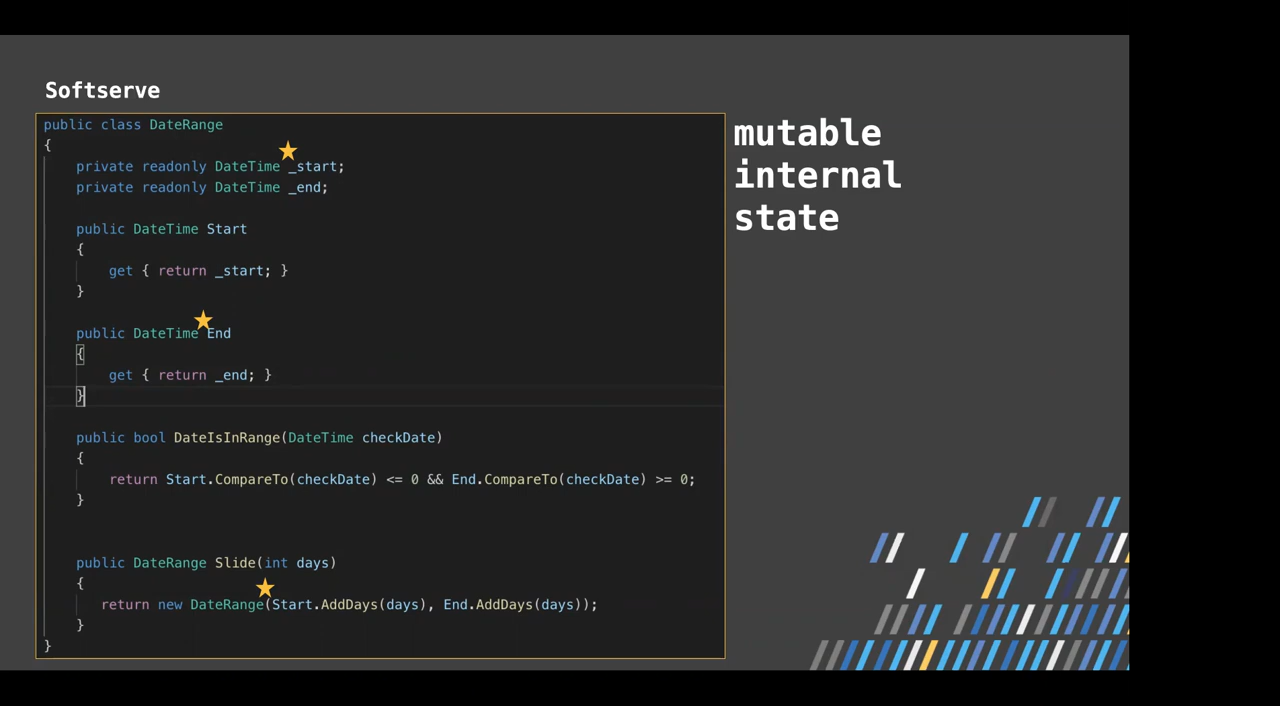 Softserve
public class DateRange
{
    private readonly DateTime _start;
    private readonly DateTime _end;
    public DateTime Start
    {
        get { return _start; }
    }
    public DateTime End
    {
        get { return _end; }
    }
    public bool DateIsInRange(DateTime checkDate)
    {
        return Start.CompareTo(checkDate) <= 0 && End.CompareTo(checkDate) >= 0;
    }
    public DateRange Slide(int days)
    {
       return new DateRange(Start.AddDays(days), End.AddDays(days));
    }
}
mutable
internal
state